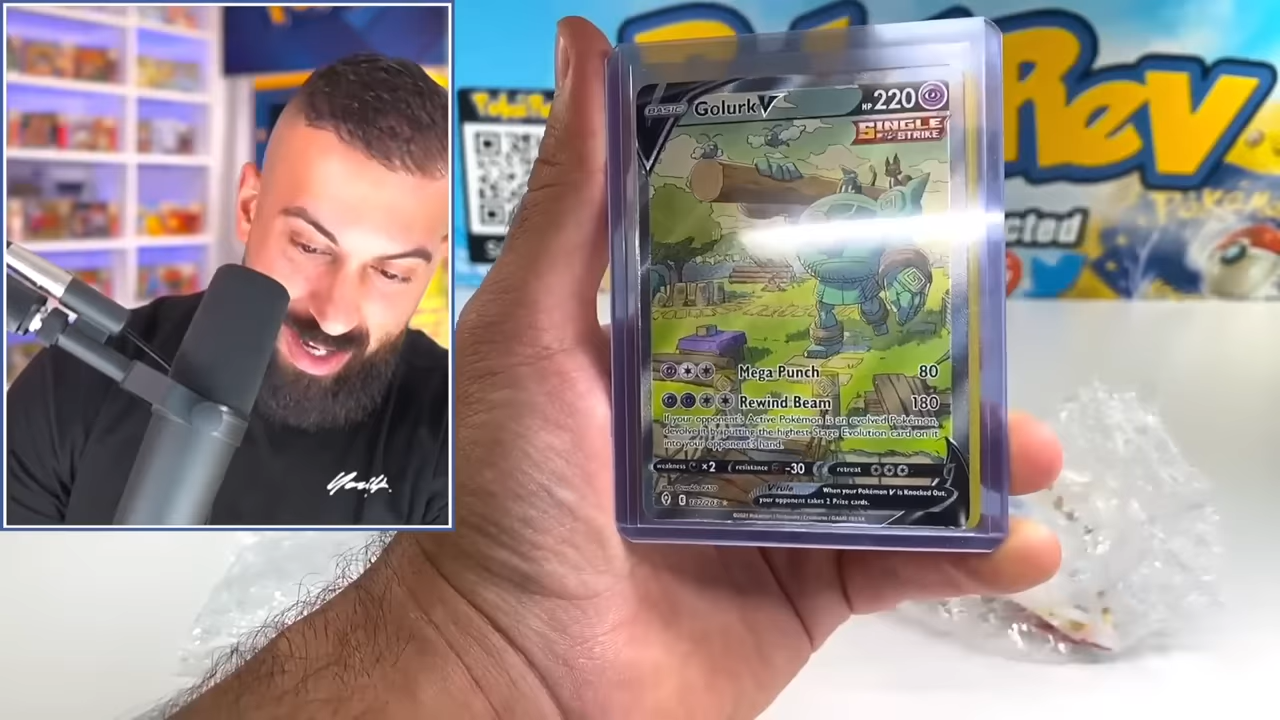 PokéRev
BASIC Golurk V HP 220
SINGLE STRIKE
cted
Mega Punch 80
Rewind Beam 180
If your opponent's Active Pokémon is an evolved Pokémon,
devolve it by putting the highest Stage Evolution card on it
into your opponent's hand.
weakness ×2 resistance -30 retreat
V rule When your Pokémon V is Knocked Out,
your opponent takes 2 Prize cards.